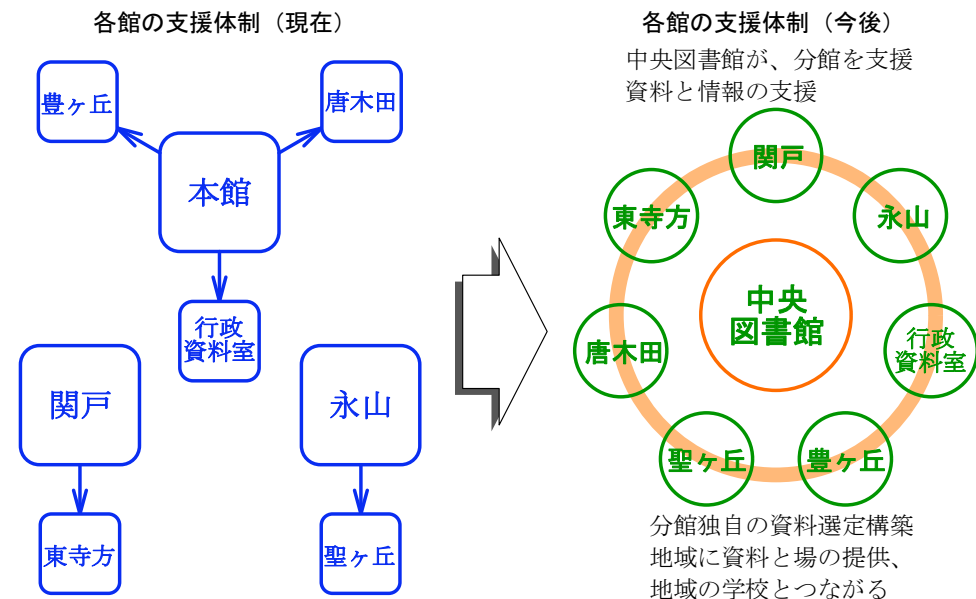 各館の支援体制（現在）
豊ヶ丘
唐木田
本館
行政
資料室
関戸
永山
東寺方
聖ヶ丘
各館の支援体制（今後）
中央図書館が、分館を支援
資料と情報の支援
関戸
東寺方
永山
中央
図書館
唐木田
行政
資料室
聖ヶ丘
豊ヶ丘
分館独自の資料選定構築
地域に資料と場の提供、
地域の学校とつながる